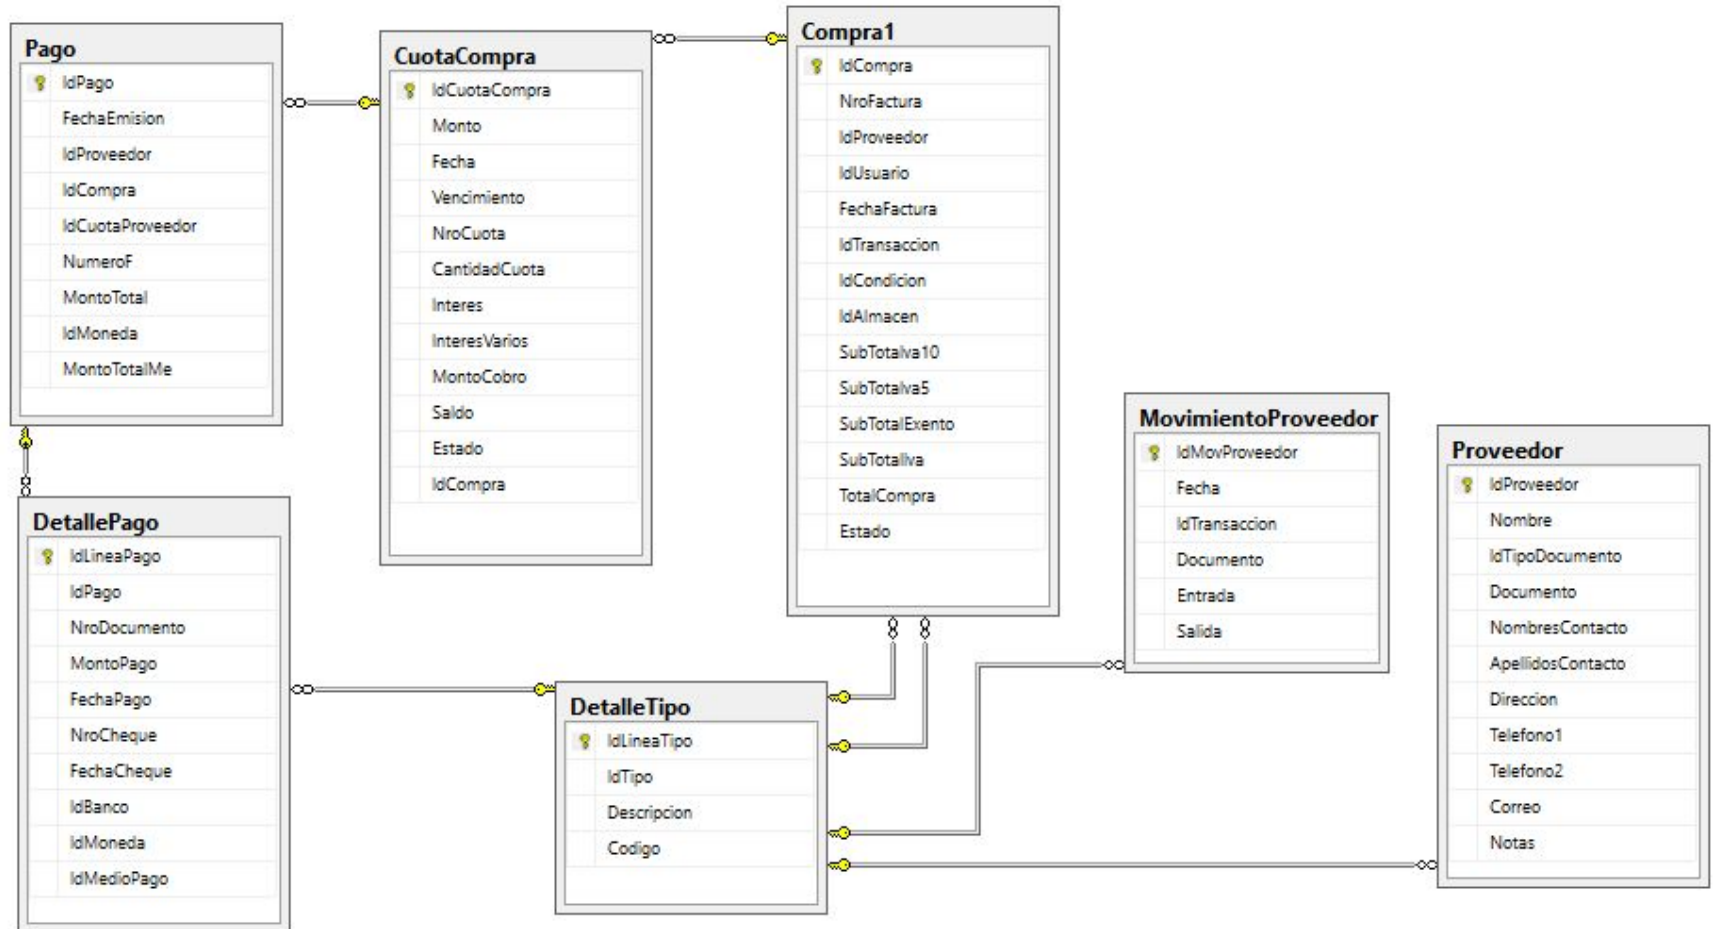 Pago
IdPago
FechaEmision
IdProveedor
IdCompra
IdCuotaProveedor
NumeroF
MontoTotal
IdMoneda
MontoTotalMe
CuotaCompra
IdCuotaCompra
Monto
Fecha
Vencimiento
NroCuota
CantidadCuota
Interes
InteresVarios
MontoCobro
Saldo
Estado
IdCompra
Compra1
IdCompra
NroFactura
IdProveedor
IdUsuario
FechaFactura
IdTransaccion
IdCondicion
IdAlmacen
SubTotalva10
SubTotalva5
SubTotalExento
SubTotalIva
TotalCompra
Estado
MovimientoProveedor
IdMovProveedor
Fecha
IdTransaccion
Documento
Entrada
Salida
Proveedor
IdProveedor
Nombre
IdTipoDocumento
Documento
NombresContacto
ApellidosContacto
Direccion
Telefono1
Telefono2
Correo
Notas
DetallePago
IdLineaPago
IdPago
NroDocumento
MontoPago
FechaPago
NroCheque
FechaCheque
IdBanco
IdMoneda
IdMedioPago
DetalleTipo
IdLineaTipo
IdTipo
Descripcion
Codigo